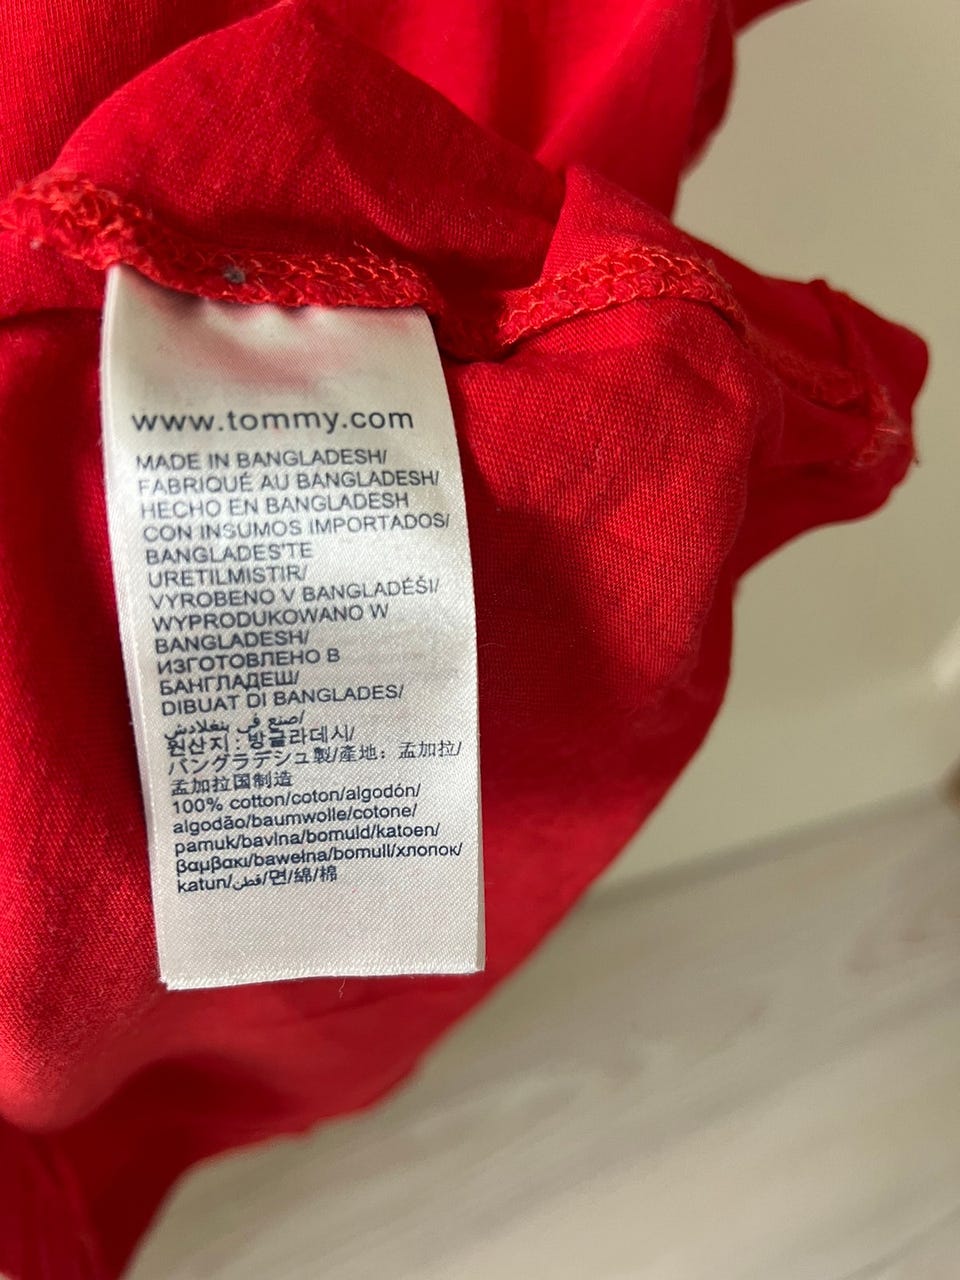 www.tommy.com
MADE IN BANGLADESH/
FABRIQUÉ AU BANGLADESH/
HECHO EN BANGLADESH
CON INSUMOS IMPORTADOS/
BANGLADES'TE
URETILMISTIR/
VYROBENO V BANGLADÉŠI/
WYPRODUKOWANO W
BANGLADESH/
ИЗГОТОВЛЕНО В
БАНГЛАДЕШ/
DIBUAT DI BANGLADES/
صنع في بنغلادش/
원산지 : 방글라데시/
バングラデシュ製/產地：孟加拉/
孟加拉国制造
100% cotton/coton/algodón/
algodão/baumwolle/cotone/
pamuk/bavlna/bomuld/katoen/
βαμβακι/bawełna/bomull/хлопок/
katun/قطن/면/綿/棉